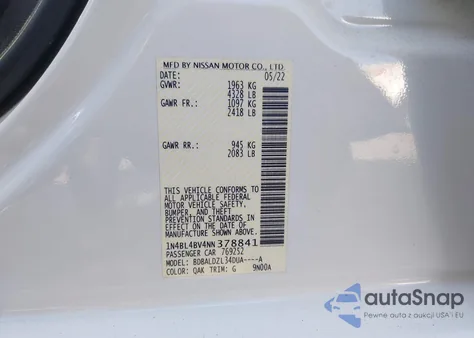 MFD BY NISSAN MOTOR CO., LTD
DATE: 05/22
GVWR: 1963 KG
4328 LB
GAWR FR.: 1097 KG
2418 LB
GAWR RR.: 945 KG
2083 LB
THIS VEHICLE CONFORMS TO
ALL APPLICABLE FEDERAL
MOTOR VEHICLE SAFETY,
BUMPER, AND THEFT
PREVENTION STANDARDS IN
EFFECT ON THE DATE OF
MANUFACTURE SHOWN ABOVE.
1N4BL4BV4NN378841
PASSENGER CAR 769252
MODEL: BDBALDZL34DUA----A
COLOR: QAK TRIM: G 9N00A
autoSnap
Pewne auta z aukcji USA i EU